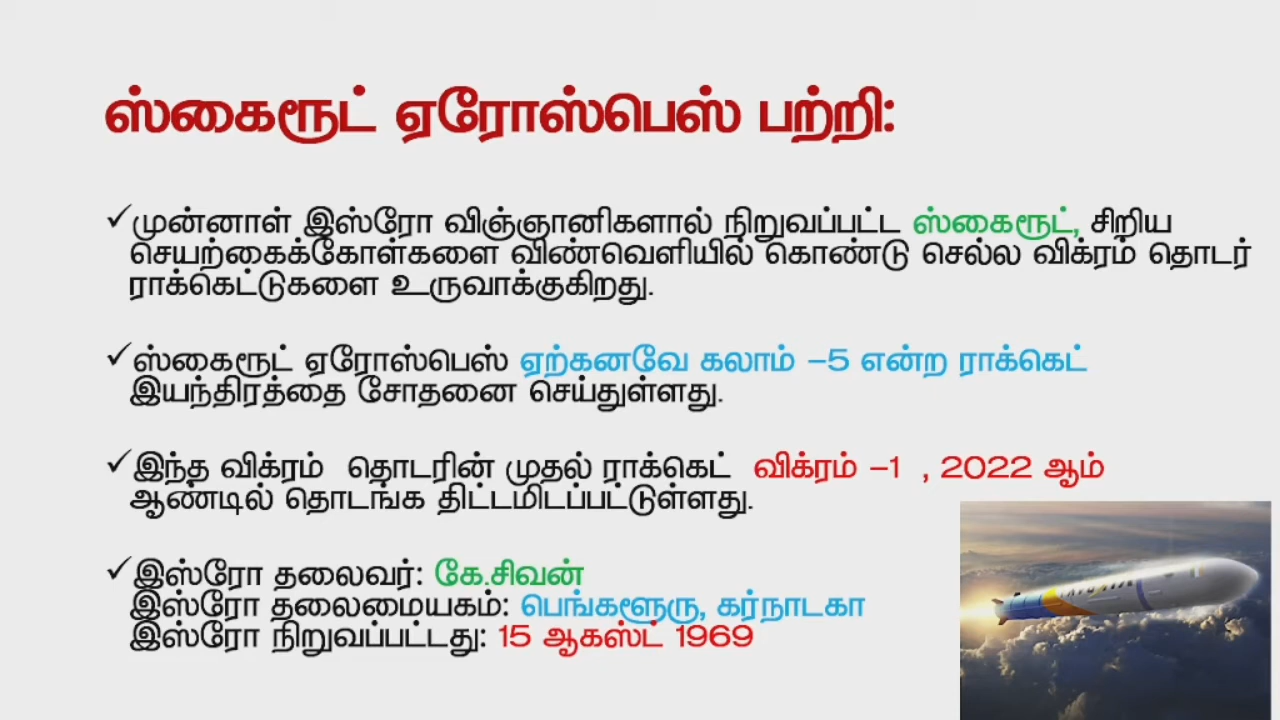 ஸ்கைரூட் ஏரோஸ்பெஸ் பற்றி:
✓முன்னாள் இஸ்ரோ விஞ்ஞானிகளால் நிறுவப்பட்ட ஸ்கைரூட், சிறிய
செயற்கைக்கோள்களை விண்வெளியில் கொண்டு செல்ல விக்ரம் தொடர்
ராக்கெட்டுகளை உருவாக்குகிறது.
✓ஸ்கைரூட் ஏரோஸ்பெஸ் ஏற்கனவே கலாம் –5 என்ற ராக்கெட்
இயந்திரத்தை சோதனை செய்துள்ளது.
✓இந்த விக்ரம் தொடரின் முதல் ராக்கெட் விக்ரம் –1 , 2022 ஆம்
ஆண்டில் தொடங்க திட்டமிடப்பட்டுள்ளது.
✓இஸ்ரோ தலைவர்: கே.சிவன்
இஸ்ரோ தலைமையகம்: பெங்களூரு, கர்நாடகா
இஸ்ரோ நிறுவப்பட்டது: 15 ஆகஸ்ட் 1969